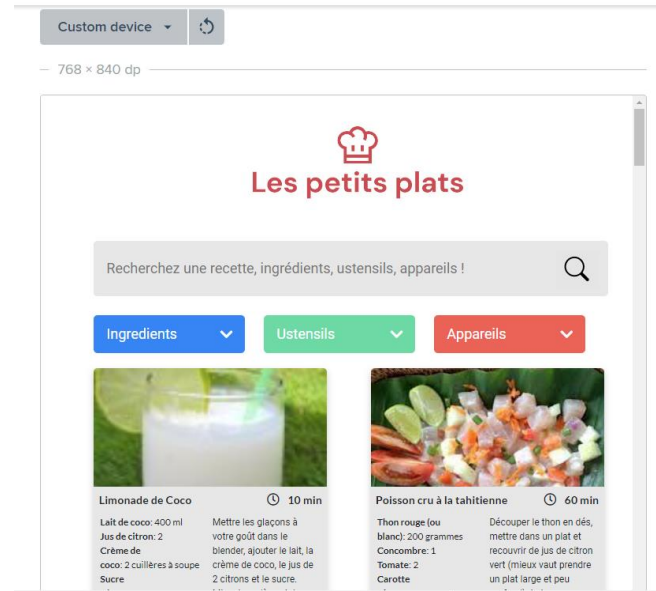 Custom device
768 × 840 dp
Les petits plats
Recherchez une recette, ingrédients, ustensils, appareils !
Ingredients
Ustensils
Appareils
Limonade de Coco 10 min
Lait de coco: 400 ml
Jus de citron: 2
Crème de
coco: 2 cuillères à soupe
Sucre
Mettre les glaçons à
votre goût dans le
blender, ajouter le lait, la
crème de coco, le jus de
2 citrons et le sucre.
Poisson cru à la tahitienne 60 min
Thon rouge (ou
blanc): 200 grammes
Concombre: 1
Tomate: 2
Carotte
Découper le thon en dés,
mettre dans un plat et
recouvrir de jus de citron
vert (mieux vaut prendre
un plat large et peu